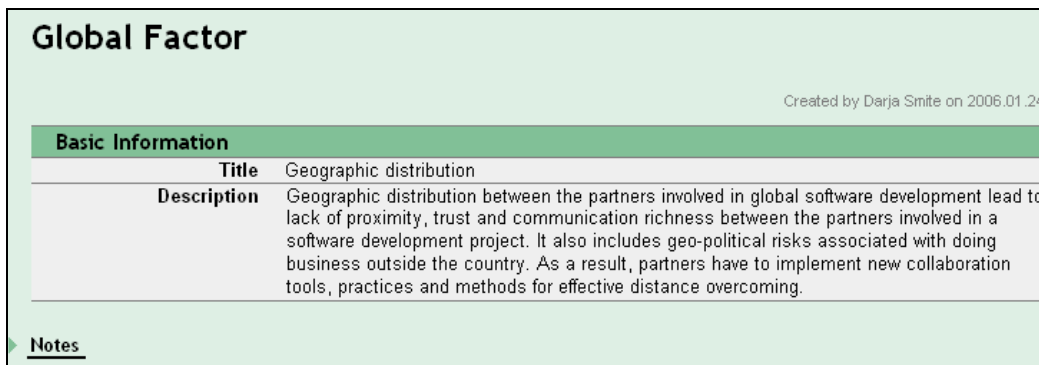 Global Factor
Created by Darja Smite on 2006.01.24
Basic Information
Title Geographic distribution
Description Geographic distribution between the partners involved in global software development lead to
lack of proximity, trust and communication richness between the partners involved in a
software development project. It also includes geo-political risks associated with doing
business outside the country. As a result, partners have to implement new collaboration
tools, practices and methods for effective distance overcoming.
Notes